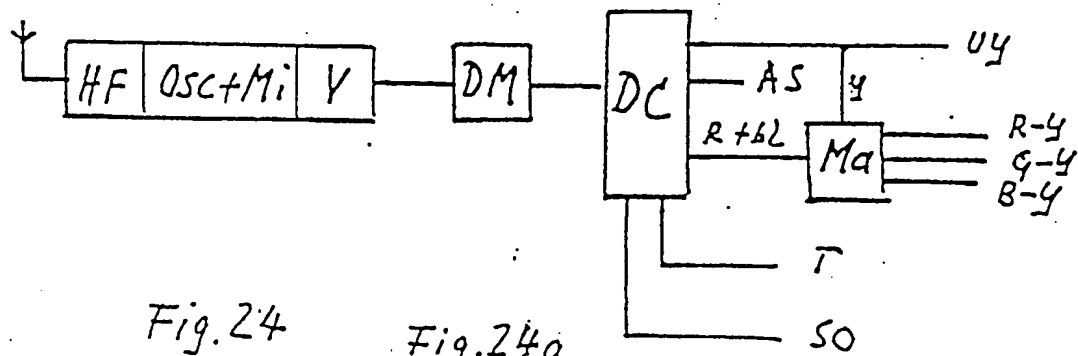 UY
AS
Y
HF Osc+Mi V DM DC
R+bl Ma
R-Y
G-Y
B-Y
T
SO
Fig.24 Fig.24a